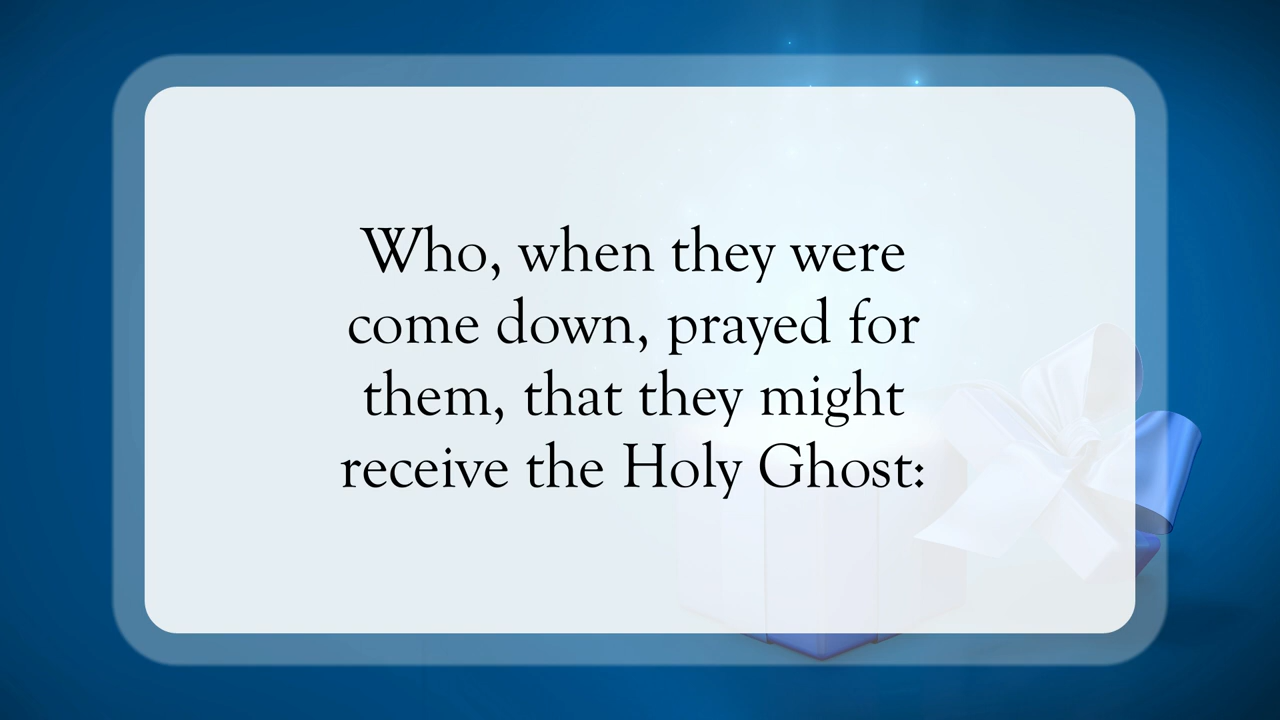 Who, when they were
come down, prayed for
them, that they might
receive the Holy Ghost: